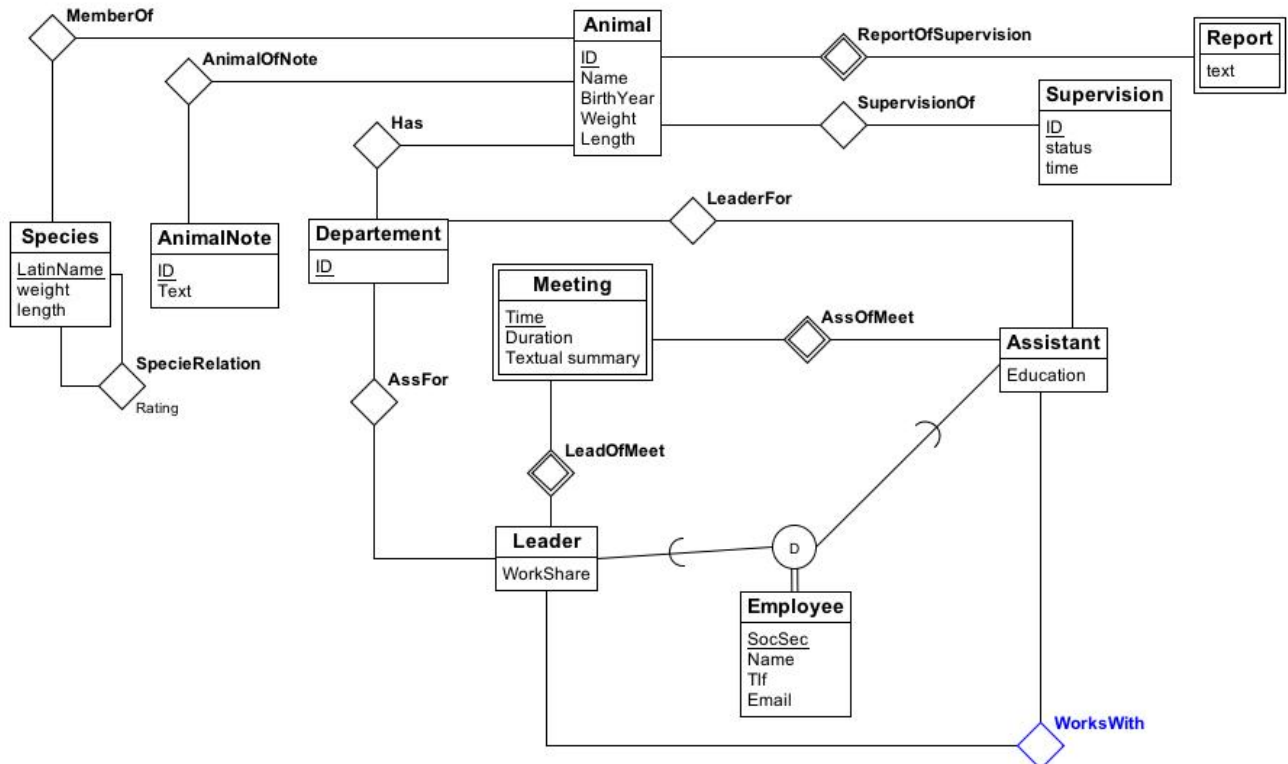 MemberOf
Animal
ID
Name
BirthYear
Weight
Length
ReportOfSupervision
Report
text
AnimalOfNote
SupervisionOf
Supervision
ID
status
time
Has
LeaderFor
Species
LatinName
weight
length
AnimalNote
ID
Text
Departement
ID
Meeting
Time
Duration
Textual summary
AssOfMeet
Assistant
Education
SpecieRelation
Rating
AssFor
LeadOfMeet
Leader
WorkShare
D
Employee
SocSec
Name
Tlf
Email
WorksWith